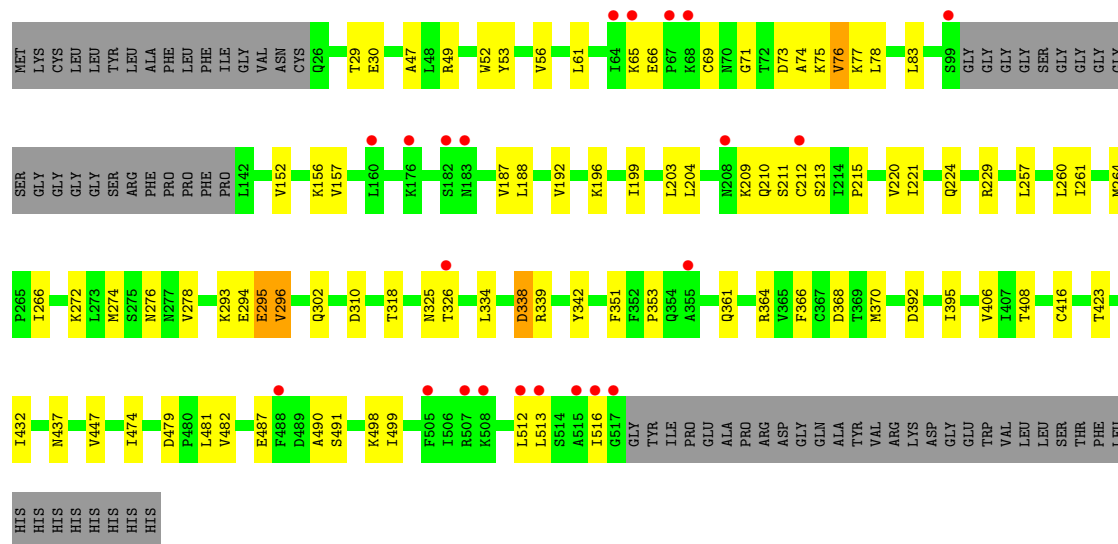 MET LYS CYS LEU LEU TYR LEU ALA PHE LEU PHE ILE GLY VAL ASN CYS Q26 T29 E30 A47 L48 R49 W52 Y53 V56 L61 I64 K65 E66 P67 K68 C69 N70 G71 T72 D73 A74 K75 V76 K77 L78 L83 S99 GLY GLY GLY GLY SER GLY GLY GLY GLY
SER GLY GLY GLY GLY SER ARG PHE PRO PRO PHE PRO L142 V152 K156 V157 L160 K176 S182 N183 V187 L188 V192 K196 I199 L203 L204 N208 K209 Q210 S211 C212 S213 I214 P215 V220 I221 Q224 R229 L257 L260 I261 M264
P265 I266 K272 L273 M274 S275 N276 N277 V278 K293 E294 E295 V296 Q302 D310 T318 N325 T326 L334 D338 R339 Y342 F351 F352 P353 Q354 A355 Q361 R364 V365 F366 C367 D368 T369 M370 D392 I395 V406 I407 T408 C416 T423
I432 N437 V447 I474 D479 P480 L481 V482 E487 F488 D489 A490 S491 K498 I499 F505 I506 R507 K508 L512 L513 S514 A515 I516 G517 GLY TYR ILE PRO GLU ALA PRO ARG ASP GLY GLN ALA TYR VAL ARG LYS ASP GLY GLU TRP VAL LEU LEU SER THR PHE LEU
HIS HIS HIS HIS HIS HIS HIS HIS